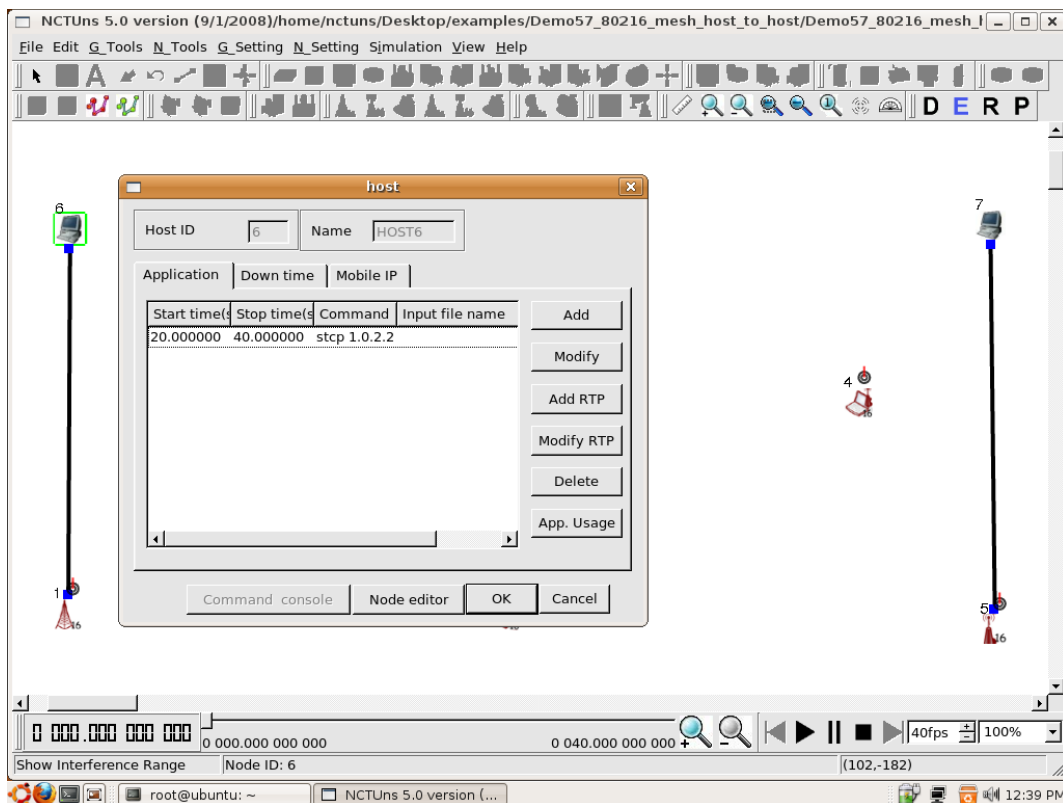 NCTUns 5.0 version (9/1/2008)/home/nctuns/Desktop/examples/Demo57_80216_mesh_host_to_host/Demo57_80216_mesh_h
File Edit G_Tools N_Tools G_Setting N_Setting Simulation View Help
A
D E R P
6
7
host
Host ID 6 Name HOST6
Application Down time Mobile IP
Start time(s Stop time(s Command Input file name
20.000000 40.000000 stcp 1.0.2.2
Add
Modify
Add RTP
Modify RTP
Delete
App. Usage
4
16
1
16
5
16
Command console Node editor OK Cancel
0 000.000 000 000
0 000.000 000 000
0 040.000 000 000
40fps 100%
Show Interference Range Node ID: 6 (102,-182)
root@ubuntu: ~ NCTUns 5.0 version (... 12:39 PM